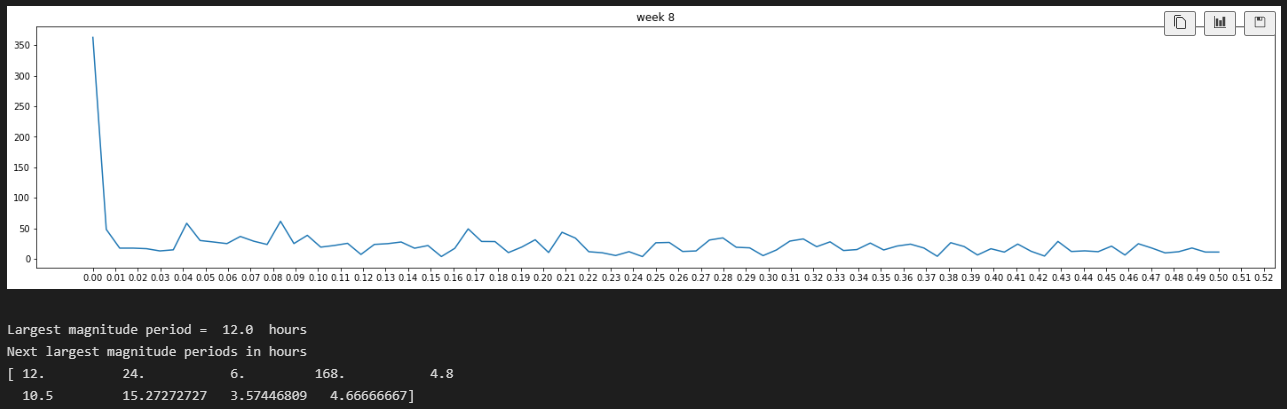 week 8
350
300
250
200
150
100
50
0
0.00 0.01 0.02 0.03 0.04 0.05 0.06 0.07 0.08 0.09 0.10 0.11 0.12 0.13 0.14 0.15 0.16 0.17 0.18 0.19 0.20 0.21 0.22 0.23 0.24 0.25 0.26 0.27 0.28 0.29 0.30 0.31 0.32 0.33 0.34 0.35 0.36 0.37 0.38 0.39 0.40 0.41 0.42 0.43 0.44 0.45 0.46 0.47 0.48 0.49 0.50 0.51 0.52
Largest magnitude period =  12.0  hours
Next largest magnitude periods in hours
[ 12.          24.           6.         168.           4.8
  10.5         15.27272727   3.57446809   4.66666667]